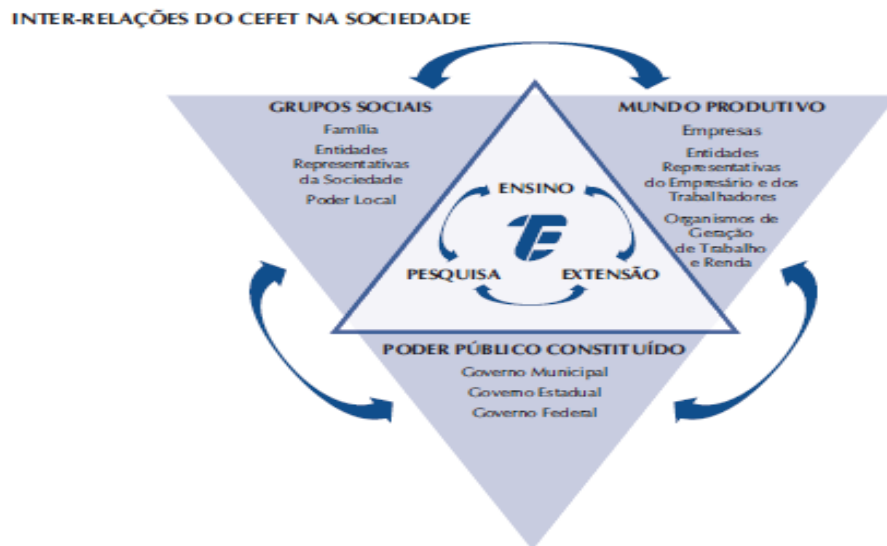 INTER-RELAÇÕES DO CEFET NA SOCIEDADE
GRUPOS SOCIAIS
Família
Entidades
Representativas
da Sociedade
Poder Local
MUNDO PRODUTIVO
Empresas
Entidades
Representativas
do Empresário e dos
Trabalhadores
Organismos de
Geração
de Trabalho
e Renda
ENSINO
PESQUISA
EXTENSÃO
PODER PÚBLICO CONSTITUÍDO
Governo Municipal
Governo Estadual
Governo Federal